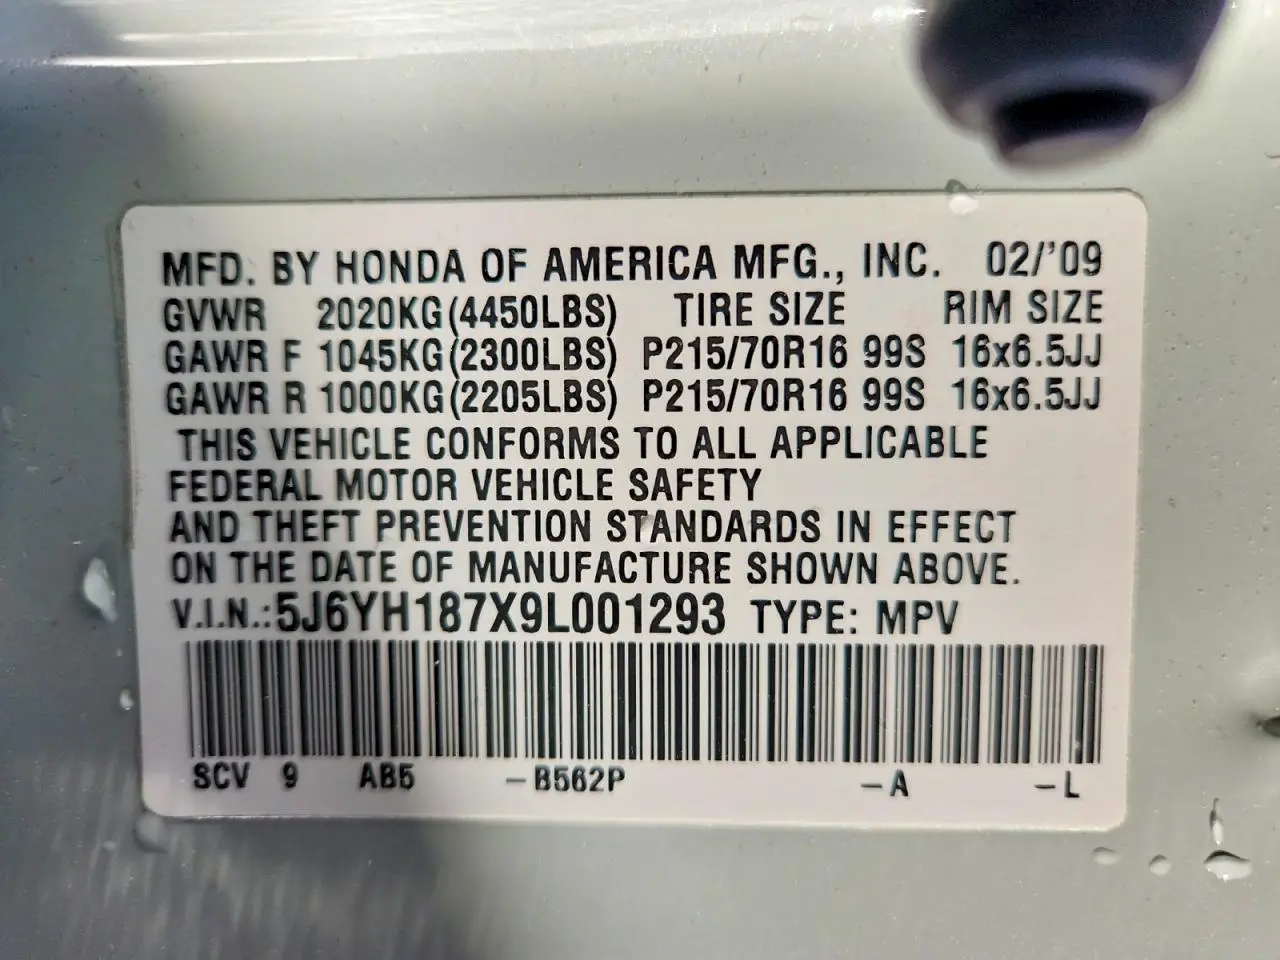 MFD. BY HONDA OF AMERICA MFG., INC. 02/'09
GVWR 2020KG(4450LBS) TIRE SIZE RIM SIZE
GAWR F 1045KG(2300LBS) P215/70R16 99S 16x6.5JJ
GAWR R 1000KG(2205LBS) P215/70R16 99S 16x6.5JJ
THIS VEHICLE CONFORMS TO ALL APPLICABLE
FEDERAL MOTOR VEHICLE SAFETY
AND THEFT PREVENTION STANDARDS IN EFFECT
ON THE DATE OF MANUFACTURE SHOWN ABOVE.
V.I.N.:5J6YH187X9L001293 TYPE: MPV
SCV 9 AB5 -B562P -A -L